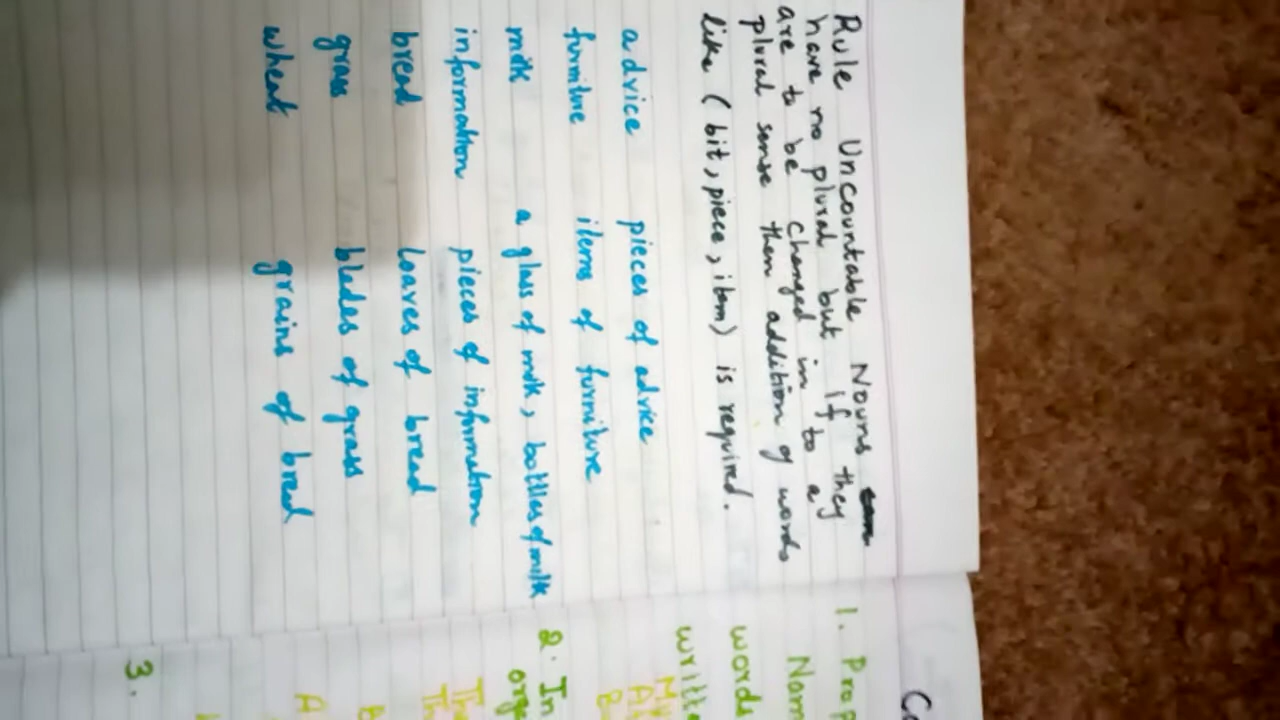 Rule Uncountable Nouns
have no plural but if they
are to be changed in to a
plural sense then addition of words
like (bit, piece, item) is required.
advice pieces of advice
furniture items of furniture
milk a glass of milk, bottles of milk
information pieces of information
bread loaves of bread
grass blades of grass
wheat grains of bread
1. Prop
Nom
words
writte
2. In
org
3.